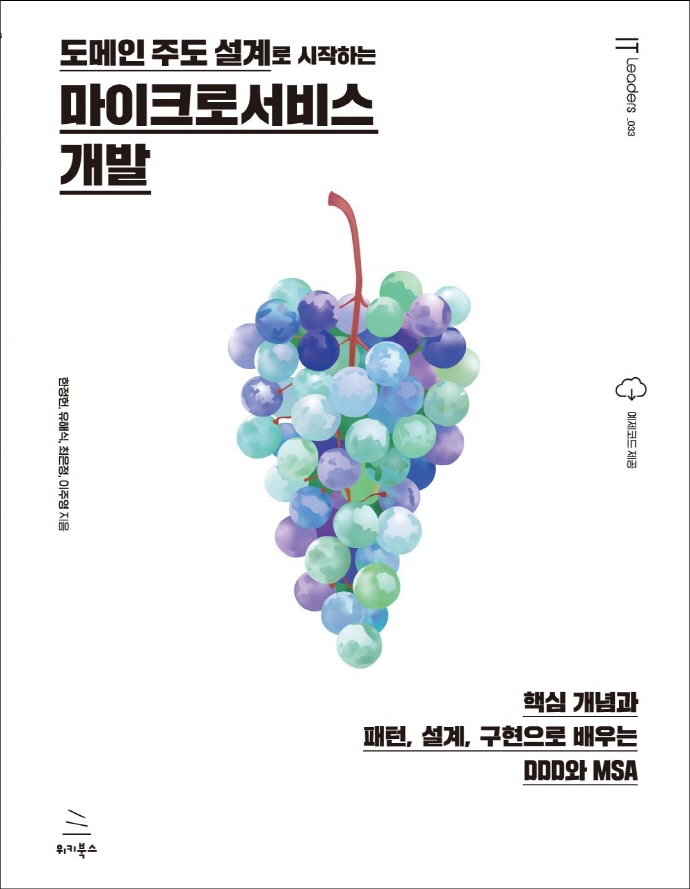 도메인 주도 설계로 시작하는
마이크로서비스
개발
IT Leaders _033
한정헌, 유해식, 최은정, 이주영 지음
예제코드 제공
핵심 개념과
패턴, 설계, 구현으로 배우는
DDD와 MSA
위키북스